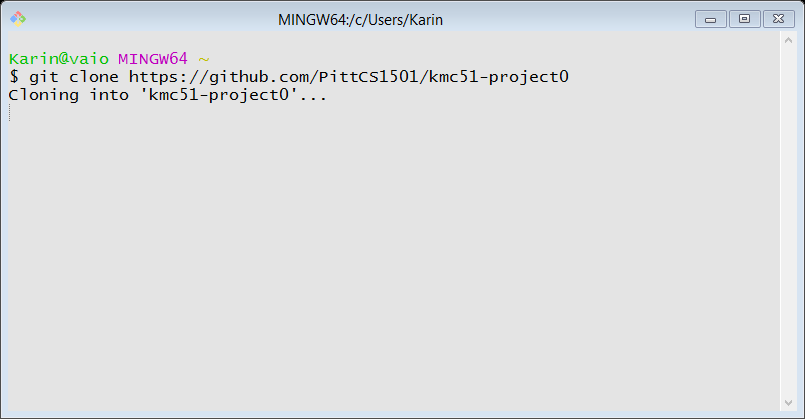 MINGW64:/c/Users/Karin
Karin@vaio MINGW64 ~
$ git clone https://github.com/PittCS1501/kmc51-project0
Cloning into 'kmc51-project0'...